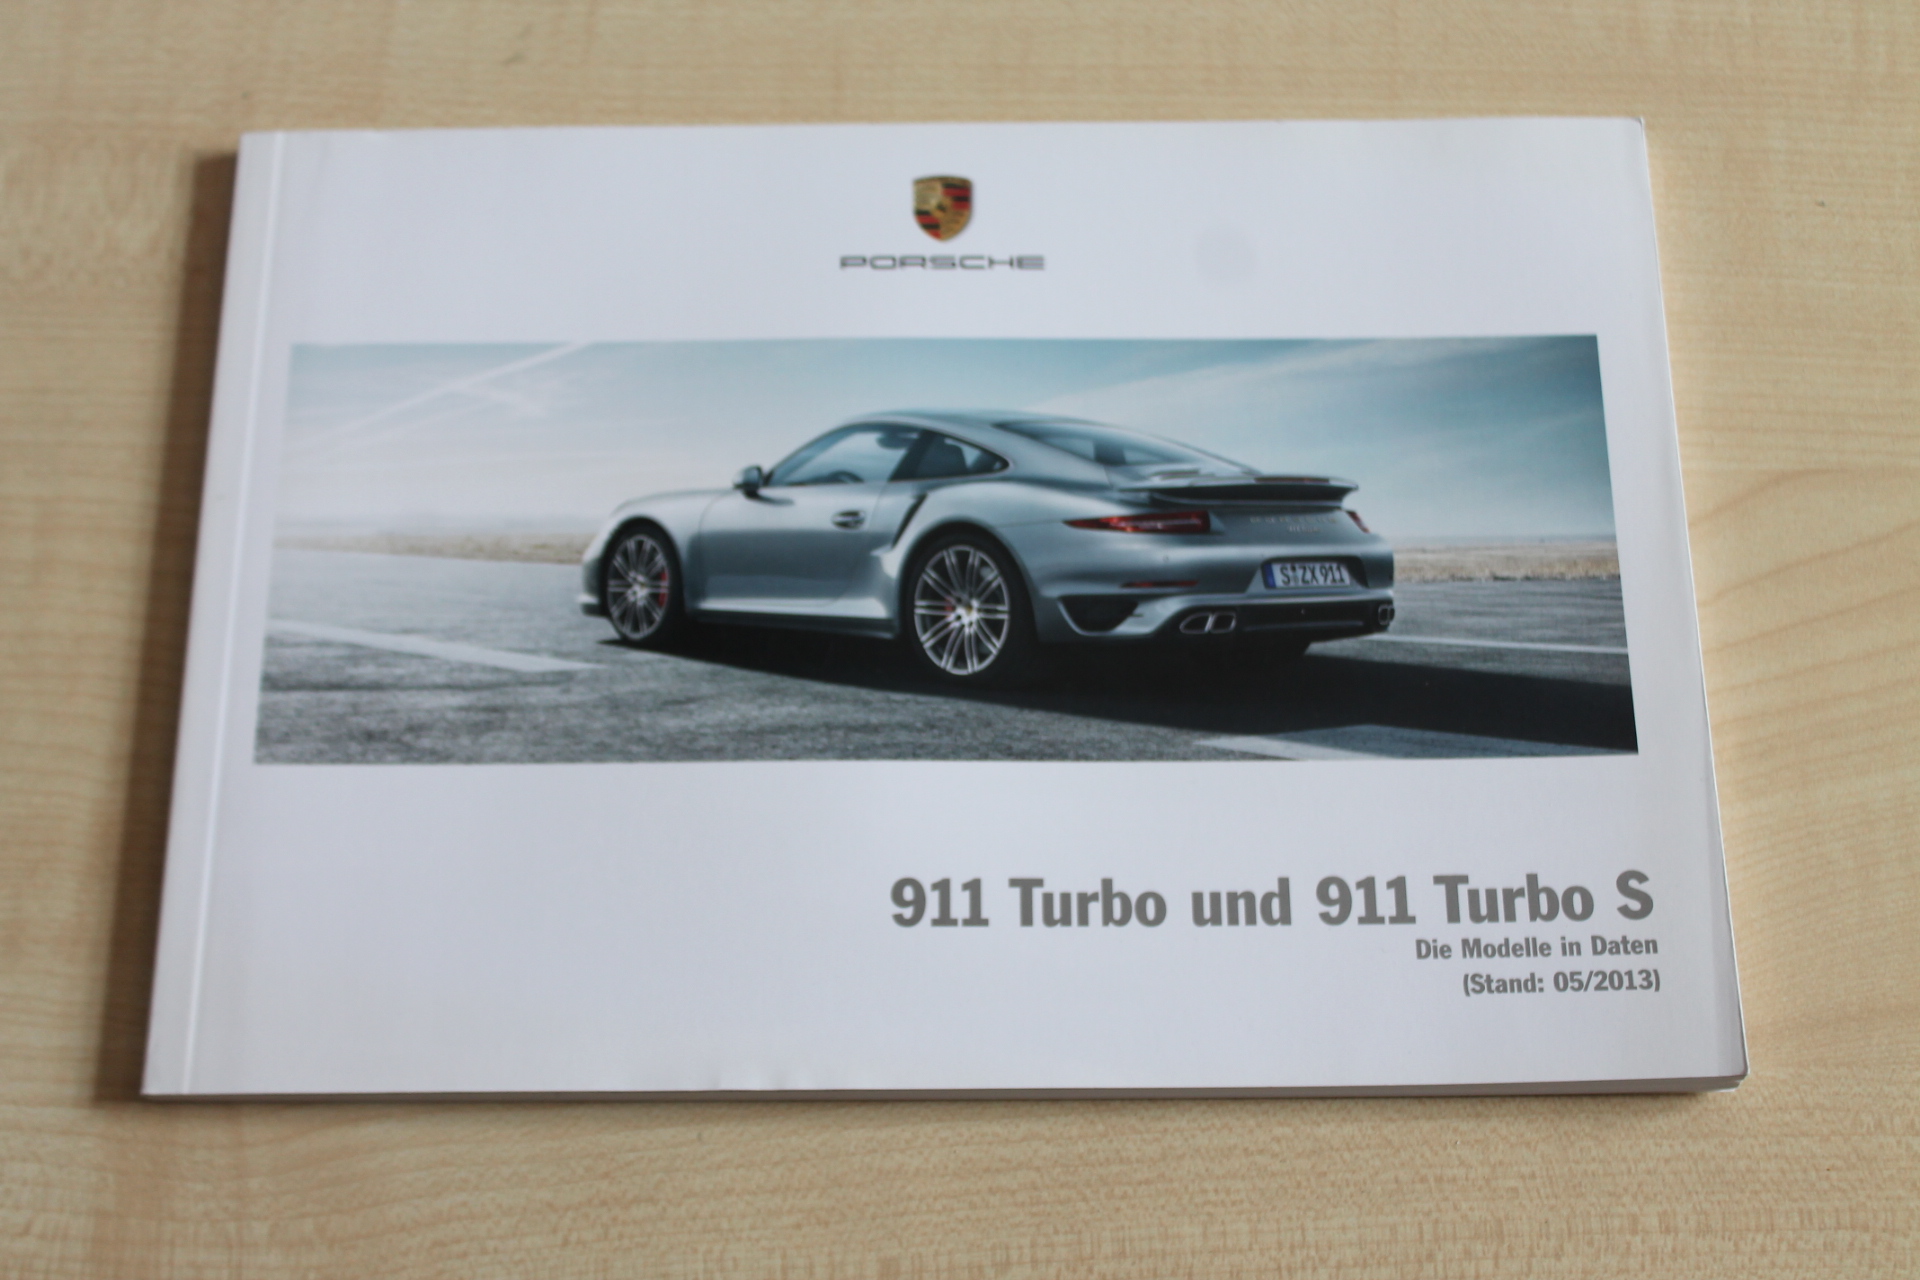 PORSCHE
S ZX 911
911 Turbo und 911 Turbo S
Die Modelle in Daten
(Stand: 05/2013)